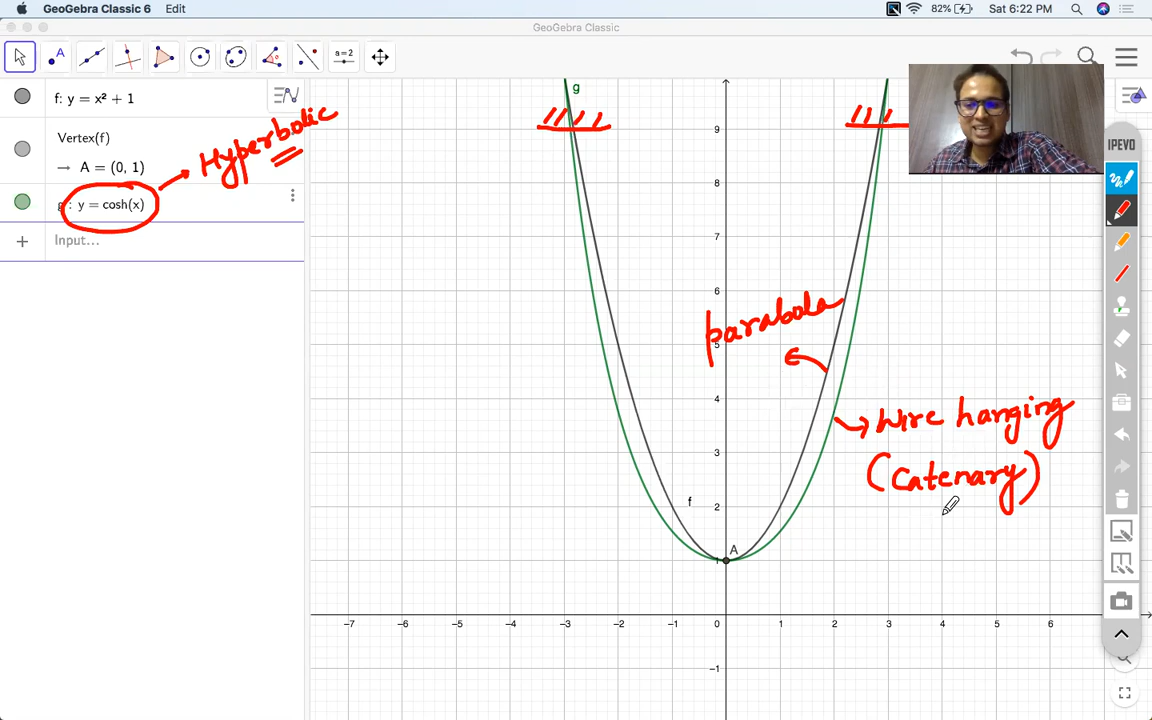 GeoGebra Classic 6 Edit
82% Sat 6:22 PM
GeoGebra Classic
A
a=2
f: y = x² + 1
Vertex(f)
→ A = (0, 1)
: y = cosh(x)
Input...
Hyperbolic
g
parabola
wire hanging
(Catenary)
f
A
9
8
7
6
5
4
3
2
1
−1
−7 −6 −5 −4 −3 −2 −1 0 1 2 3 4 5 6
IPEVO